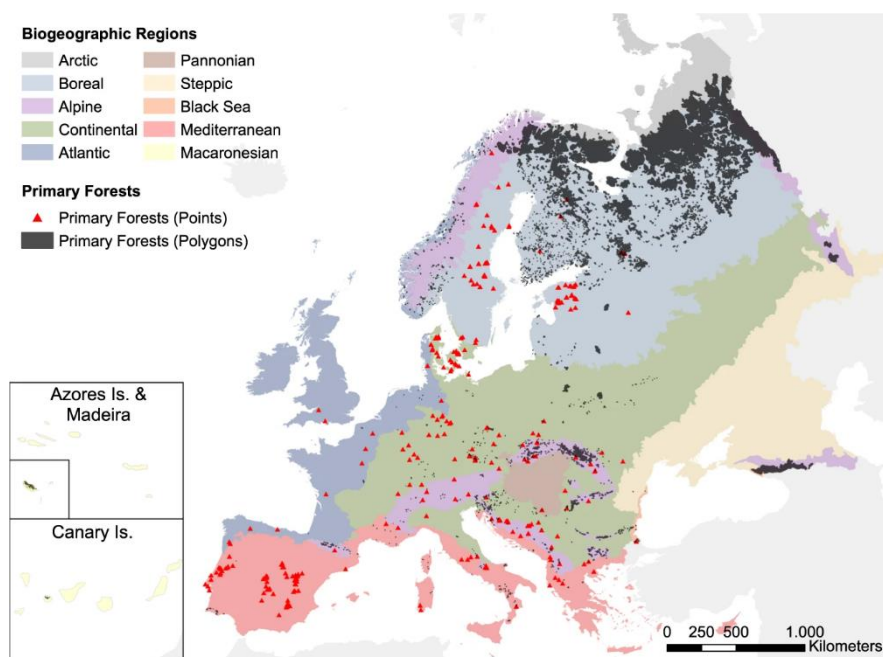 Biogeographic Regions
Arctic
Pannonian
Boreal
Steppic
Alpine
Black Sea
Continental
Mediterranean
Atlantic
Macaronesian
Primary Forests
Primary Forests (Points)
Primary Forests (Polygons)
Azores Is. &
Madeira
Canary Is.
0 250 500 1.000
Kilometers